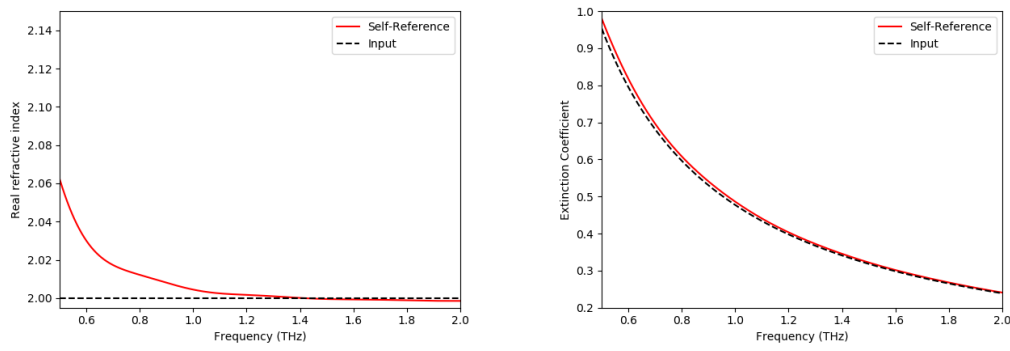 2.14
2.12
2.10
2.08
2.06
2.04
2.02
2.00
Real refractive index
0.6 0.8 1.0 1.2 1.4 1.6 1.8 2.0
Frequency (THz)
Self-Reference
Input
1.0
0.9
0.8
0.7
0.6
0.5
0.4
0.3
0.2
Extinction Coefficient
0.6 0.8 1.0 1.2 1.4 1.6 1.8 2.0
Frequency (THz)
Self-Reference
Input